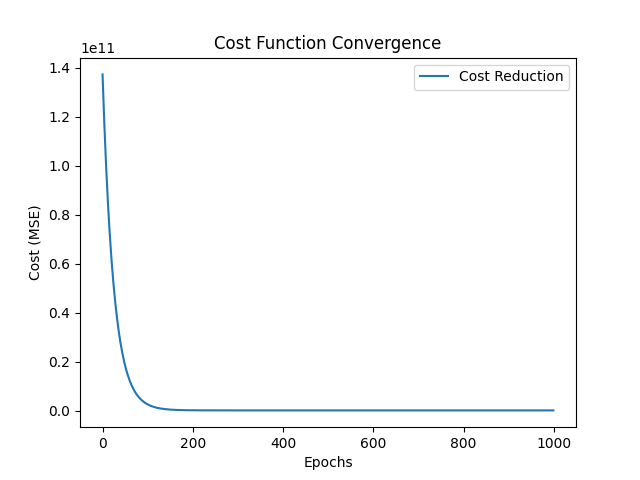 Cost Function Convergence
1e11
Cost Reduction
1.4
1.2
1.0
0.8
0.6
0.4
0.2
0.0
Cost (MSE)
0 200 400 600 800 1000
Epochs